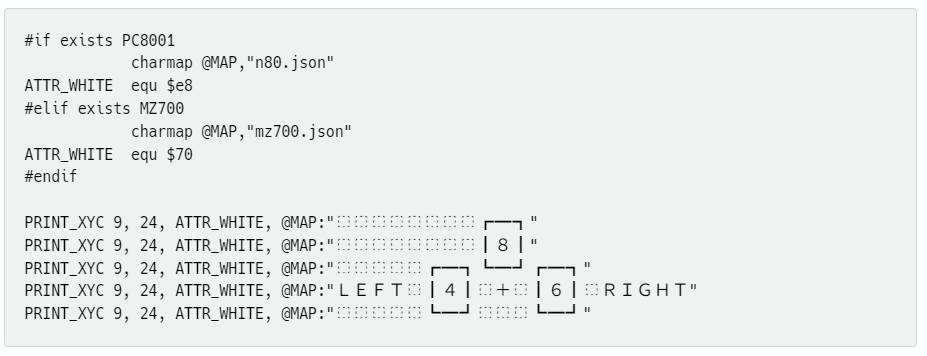 #if exists PC8001
            charmap @MAP,"n80.json"
ATTR_WHITE  equ $e8
#elif exists MZ700
            charmap @MAP,"mz700.json"
ATTR_WHITE  equ $70
#endif
PRINT_XYC 9, 24, ATTR_WHITE, @MAP:"⬚⬚⬚⬚⬚⬚⬚⬚┏━┓"
PRINT_XYC 9, 24, ATTR_WHITE, @MAP:"⬚⬚⬚⬚⬚⬚⬚⬚┃８┃"
PRINT_XYC 9, 24, ATTR_WHITE, @MAP:"⬚⬚⬚⬚⬚┏━┓┗━┛┏━┓"
PRINT_XYC 9, 24, ATTR_WHITE, @MAP:"ＬＥＦＴ⬚┃４┃⬚＋⬚┃６┃⬚ＲＩＧＨＴ"
PRINT_XYC 9, 24, ATTR_WHITE, @MAP:"⬚⬚⬚⬚⬚┗━┛⬚⬚⬚┗━┛"